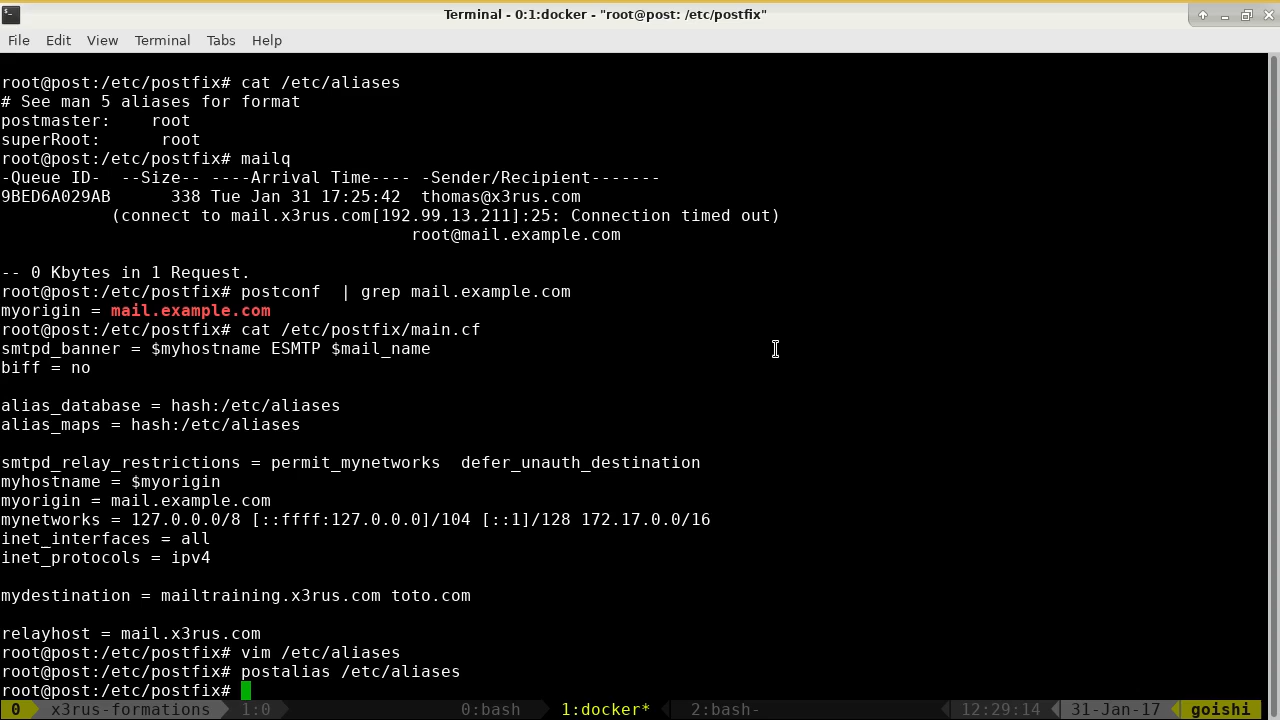 Terminal - 0:1:docker - "root@post: /etc/postfix"
File Edit View Terminal Tabs Help
root@post:/etc/postfix# cat /etc/aliases
# See man 5 aliases for format
postmaster:    root
superRoot:      root
root@post:/etc/postfix# mailq
-Queue ID-  --Size-- ----Arrival Time---- -Sender/Recipient-------
9BED6A029AB      338 Tue Jan 31 17:25:42  thomas@x3rus.com
(connect to mail.x3rus.com[192.99.13.211]:25: Connection timed out)
root@mail.example.com
-- 0 Kbytes in 1 Request.
root@post:/etc/postfix# postconf  | grep mail.example.com
myorigin = mail.example.com
root@post:/etc/postfix# cat /etc/postfix/main.cf
smtpd_banner = $myhostname ESMTP $mail_name
biff = no
alias_database = hash:/etc/aliases
alias_maps = hash:/etc/aliases
smtpd_relay_restrictions = permit_mynetworks  defer_unauth_destination
myhostname = $myorigin
myorigin = mail.example.com
mynetworks = 127.0.0.0/8 [::ffff:127.0.0.0]/104 [::1]/128 172.17.0.0/16
inet_interfaces = all
inet_protocols = ipv4
mydestination = mailtraining.x3rus.com toto.com
relayhost = mail.x3rus.com
root@post:/etc/postfix# vim /etc/aliases
root@post:/etc/postfix# postalias /etc/aliases
root@post:/etc/postfix#
0 x3rus-formations 1:0 0:bash 1:docker* 2:bash- 12:29:14 31-Jan-17 goishi